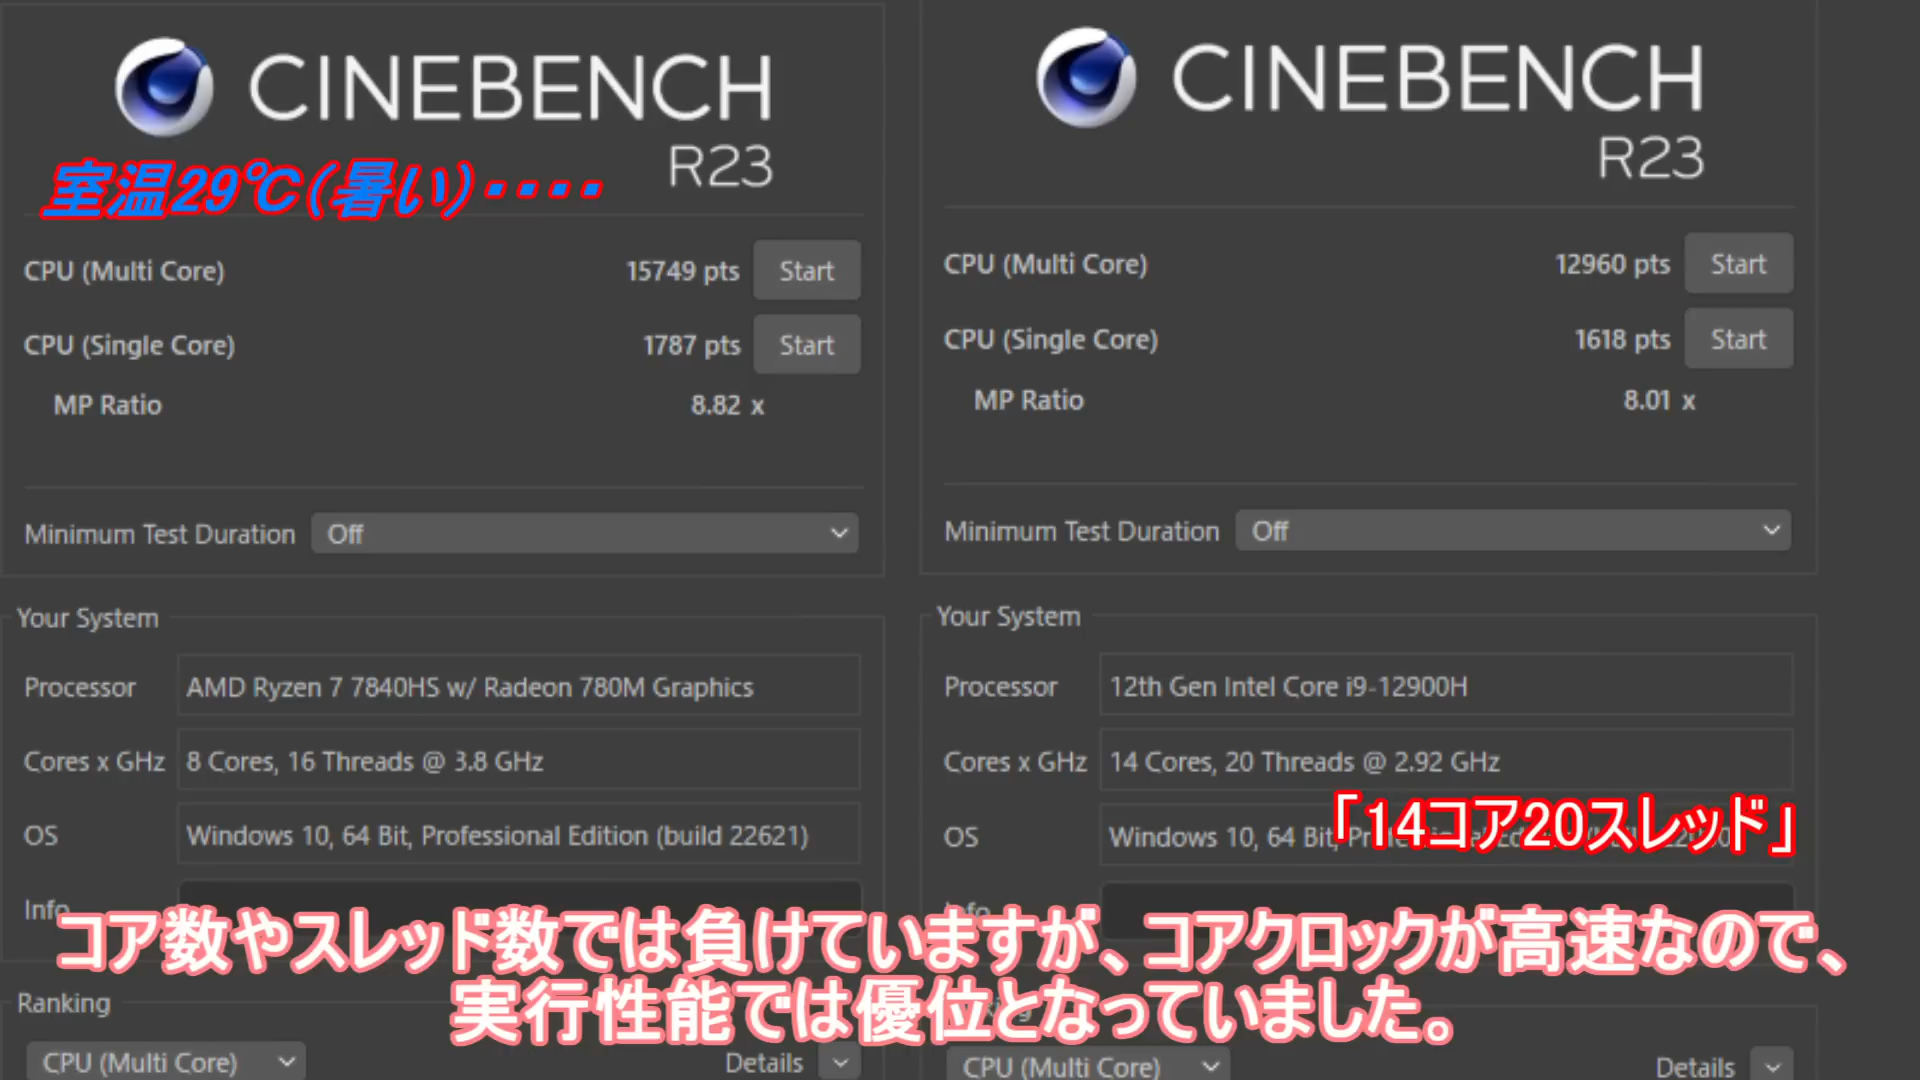 CINEBENCH
R23
室温29℃(暑い)・・・・
CPU (Multi Core) 15749 pts Start
CPU (Single Core) 1787 pts Start
MP Ratio 8.82 x
Minimum Test Duration Off
Your System
Processor AMD Ryzen 7 7840HS w/ Radeon 780M Graphics
Cores x GHz 8 Cores, 16 Threads @ 3.8 GHz
OS Windows 10, 64 Bit, Professional Edition (build 22621)
Info
Ranking
CPU (Multi Core) Details
CINEBENCH
R23
CPU (Multi Core) 12960 pts Start
CPU (Single Core) 1618 pts Start
MP Ratio 8.01 x
Minimum Test Duration Off
Your System
Processor 12th Gen Intel Core i9-12900H
Cores x GHz 14 Cores, 20 Threads @ 2.92 GHz
「14コア20スレッド」
OS Windows 10, 64 Bit,
Info
CPU (Multi Core) Details
コア数やスレッド数では負けていますが、コアクロックが高速なので、
実行性能では優位となっていました。